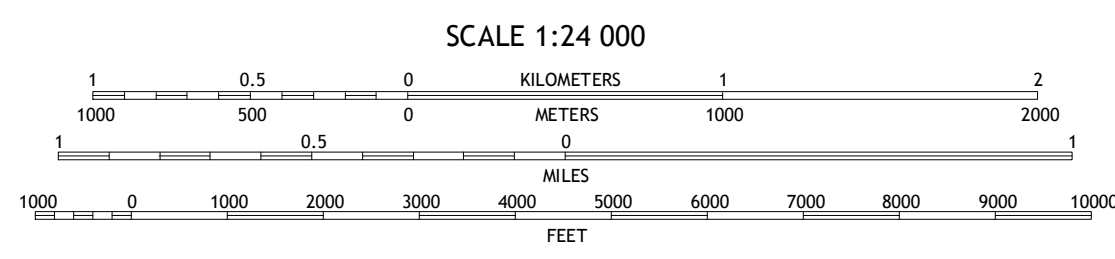 SCALE 1:24 000
1 0.5 0 KILOMETERS 1 2
1000 500 0 METERS 1000 2000
1 0.5 0 1
MILES
1000 0 1000 2000 3000 4000 5000 6000 7000 8000 9000 10000
FEET